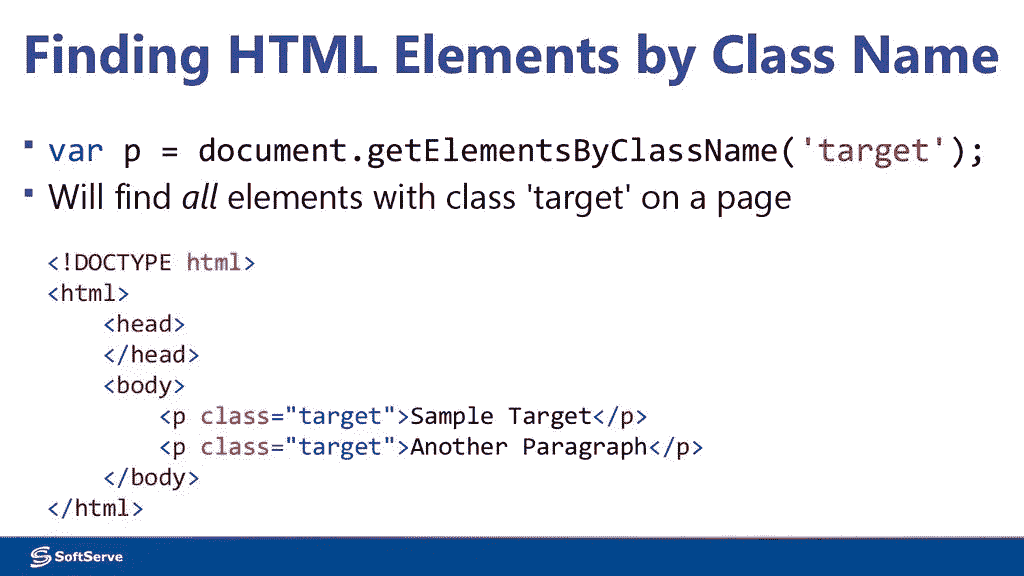 Finding HTML Elements by Class Name
var p = document.getElementsByClassName('target');
Will find all elements with class 'target' on a page
<!DOCTYPE html>
<html>
    <head>
    </head>
    <body>
        <p class="target">Sample Target</p>
        <p class="target">Another Paragraph</p>
    </body>
</html>
SoftServe